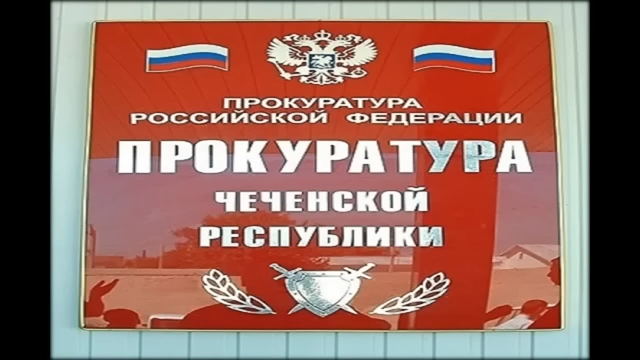 ПРОКУРАТУРА
РОССИЙСКОЙ ФЕДЕРАЦИИ
ПРОКУРАТУРА
ЧЕЧЕНСКОЙ
РЕСПУБЛИКИ